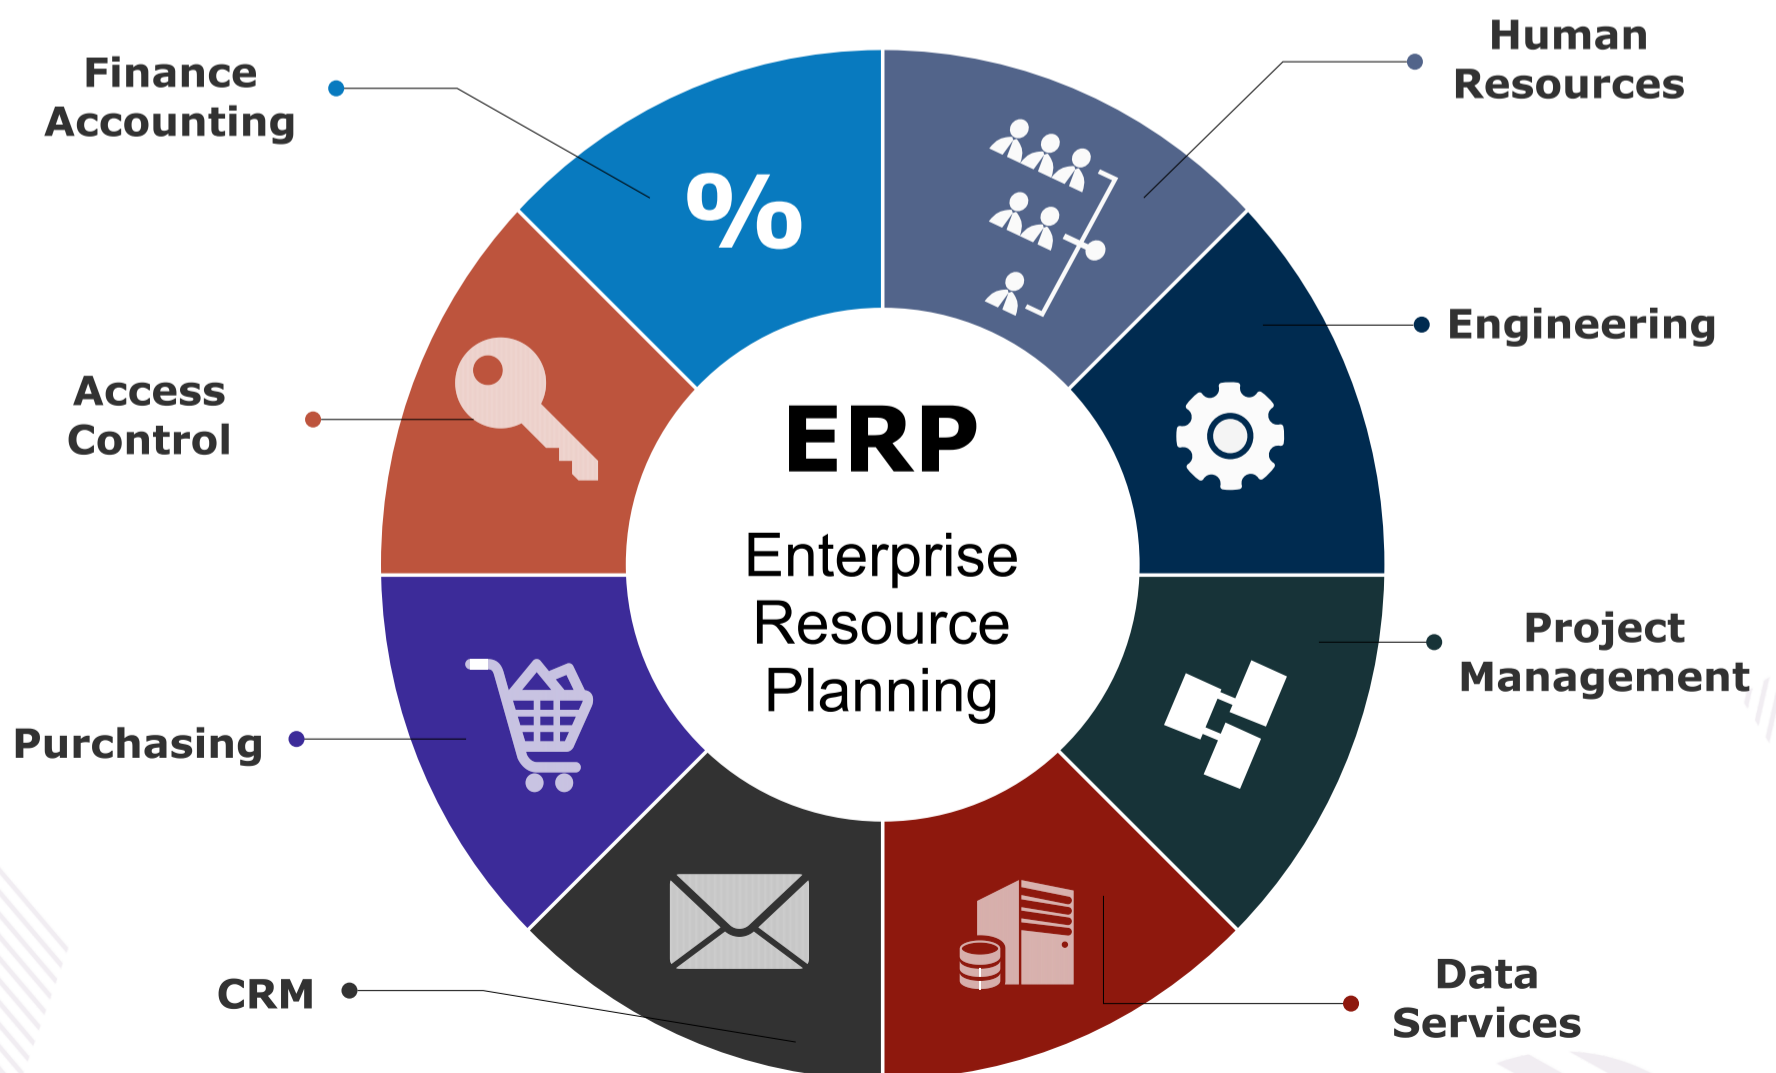 Finance
Accounting
Human
Resources
%
Engineering
Access
Control
ERP
Enterprise
Resource
Planning
Project
Management
Purchasing
CRM
Data
Services